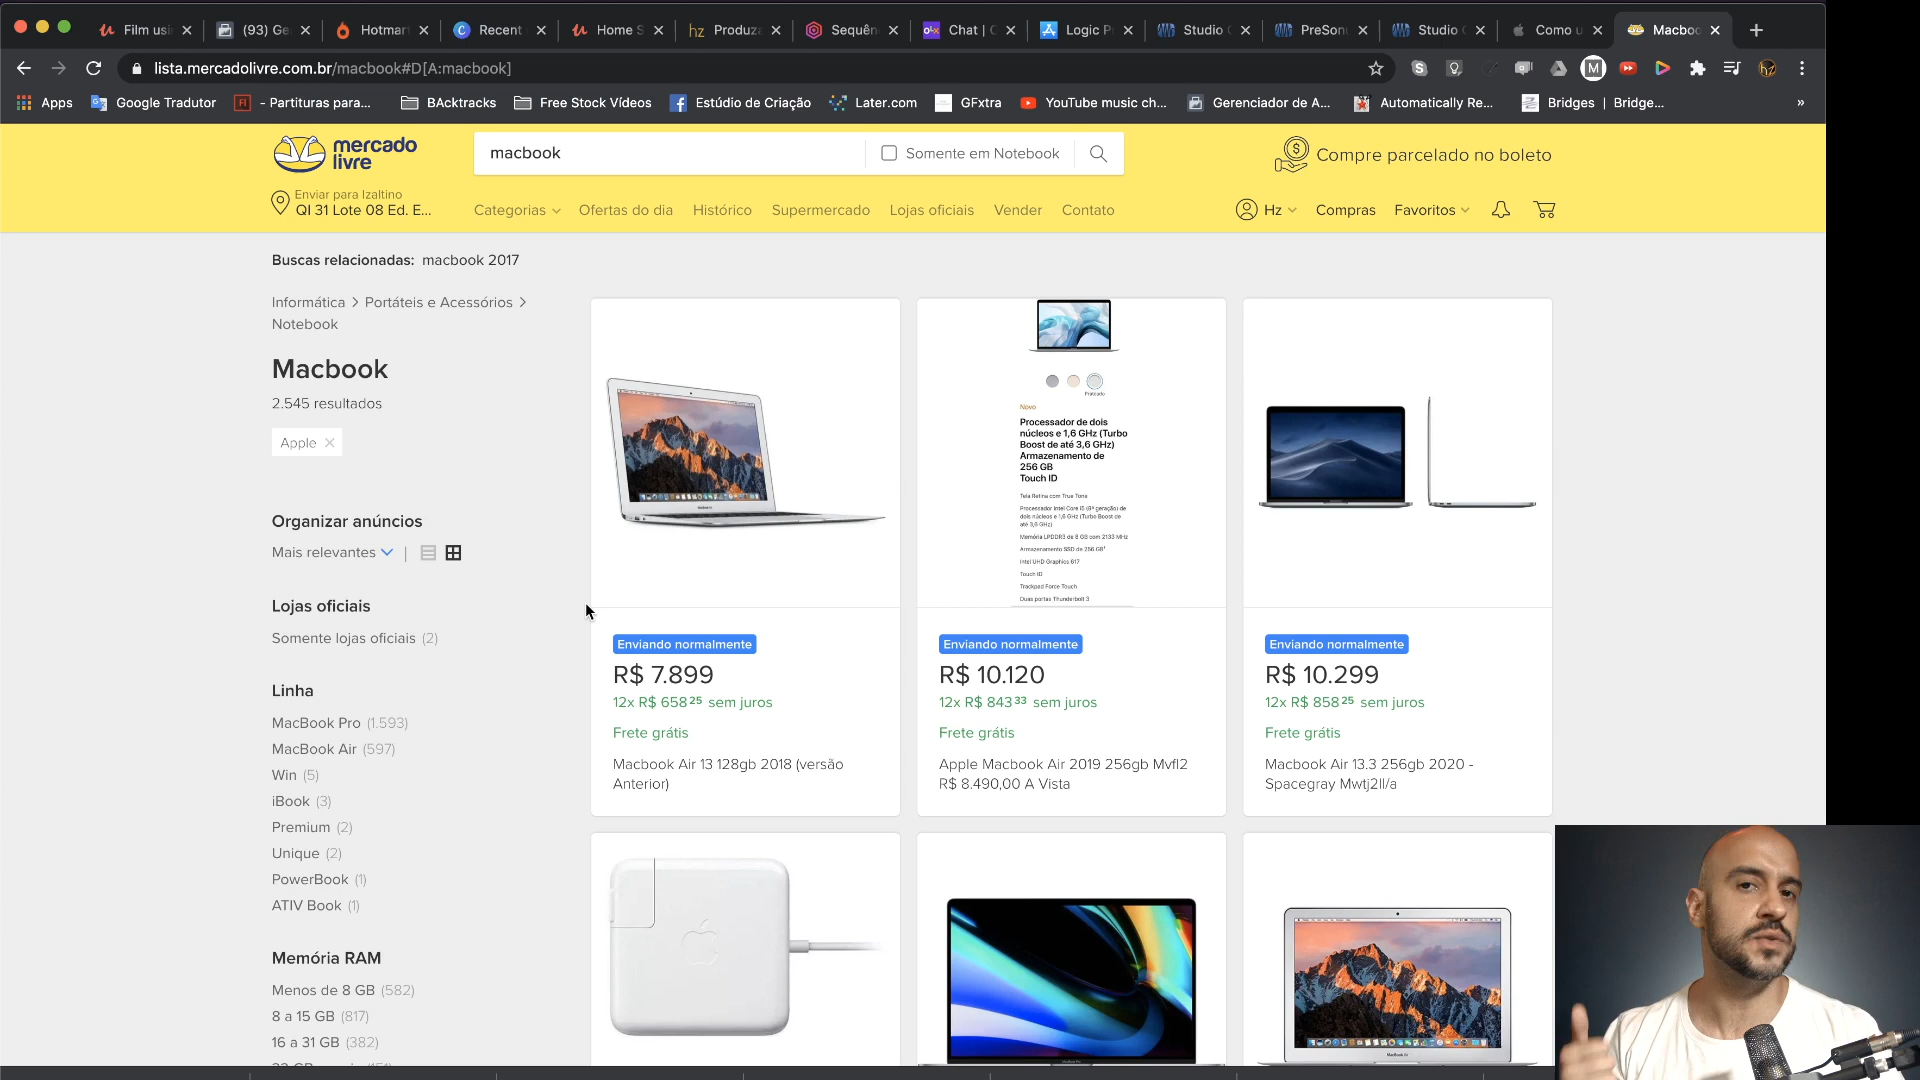 Film usi
(93) Ge
Hotmar
Recent
Home S
hz
Produza
Sequên
olx
Chat | C
Logic P
Studio C
PreSon
Studio C
Como u
Macboo
lista.mercadolivre.com.br/macbook#D[A:macbook]
Apps
Google Tradutor
- Partituras para...
BAcktracks
Free Stock Vídeos
Estúdio de Criação
Later.com
GFxtra
YouTube music ch...
Gerenciador de A...
Automatically Re...
Bridges | Bridge...
»
mercado
livre
macbook
Somente em Notebook
Compre parcelado no boleto
Enviar para Izaltino
QI 31 Lote 08 Ed. E...
Categorias
Ofertas do dia
Histórico
Supermercado
Lojas oficiais
Vender
Contato
Hz
Compras
Favoritos
Buscas relacionadas: macbook 2017
Informática > Portáteis e Acessórios >
Notebook
Macbook
2.545 resultados
Apple ×
Organizar anúncios
Mais relevantes
Lojas oficiais
Somente lojas oficiais (2)
Linha
MacBook Pro (1.593)
MacBook Air (597)
Win (5)
iBook (3)
Premium (2)
Unique (2)
PowerBook (1)
ATIV Book (1)
Memória RAM
Menos de 8 GB (582)
8 a 15 GB (817)
16 a 31 GB (382)
Enviando normalmente
R$ 7.899
12x R$ 658 25 sem juros
Frete grátis
Macbook Air 13 128gb 2018 (versão
Anterior)
Prateado
Novo
Processador de dois
núcleos e 1,6 GHz (Turbo
Boost de até 3,6 GHz)
Armazenamento de
256 GB
Touch ID
Tela Retina com True Tone
Processador Intel Core i5 (8ª geração) de
dois núcleos e 1,6 GHz (Turbo Boost de
até 3,6 GHz)
Memória LPDDR3 de 8 GB com 2133 MHz
Armazenamento SSD de 256 GB¹
Intel UHD Graphics 617
Touch ID
Trackpad Force Touch
Duas portas Thunderbolt 3
Enviando normalmente
R$ 10.120
12x R$ 843 33 sem juros
Frete grátis
Apple Macbook Air 2019 256gb Mvfl2
R$ 8.490,00 A Vista
Enviando normalmente
R$ 10.299
12x R$ 858 25 sem juros
Frete grátis
Macbook Air 13.3 256gb 2020 -
Spacegray Mwtj2ll/a